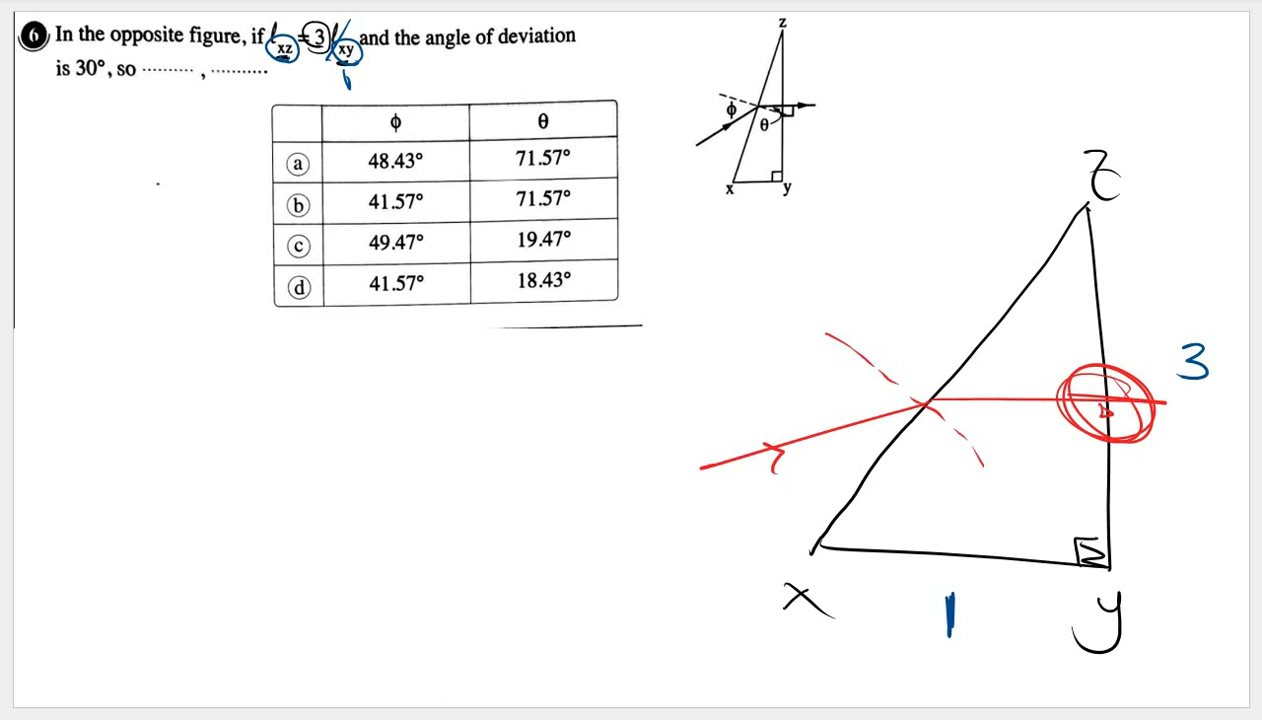 6 In the opposite figure, if ℓxz = 3 ℓxy and the angle of deviation
is 30°, so .......... , ..........
ϕ θ
a 48.43° 71.57°
b 41.57° 71.57°
c 49.47° 19.47°
d 41.57° 18.43°
z
ϕ
θ
x
y
z
3
x
1
y